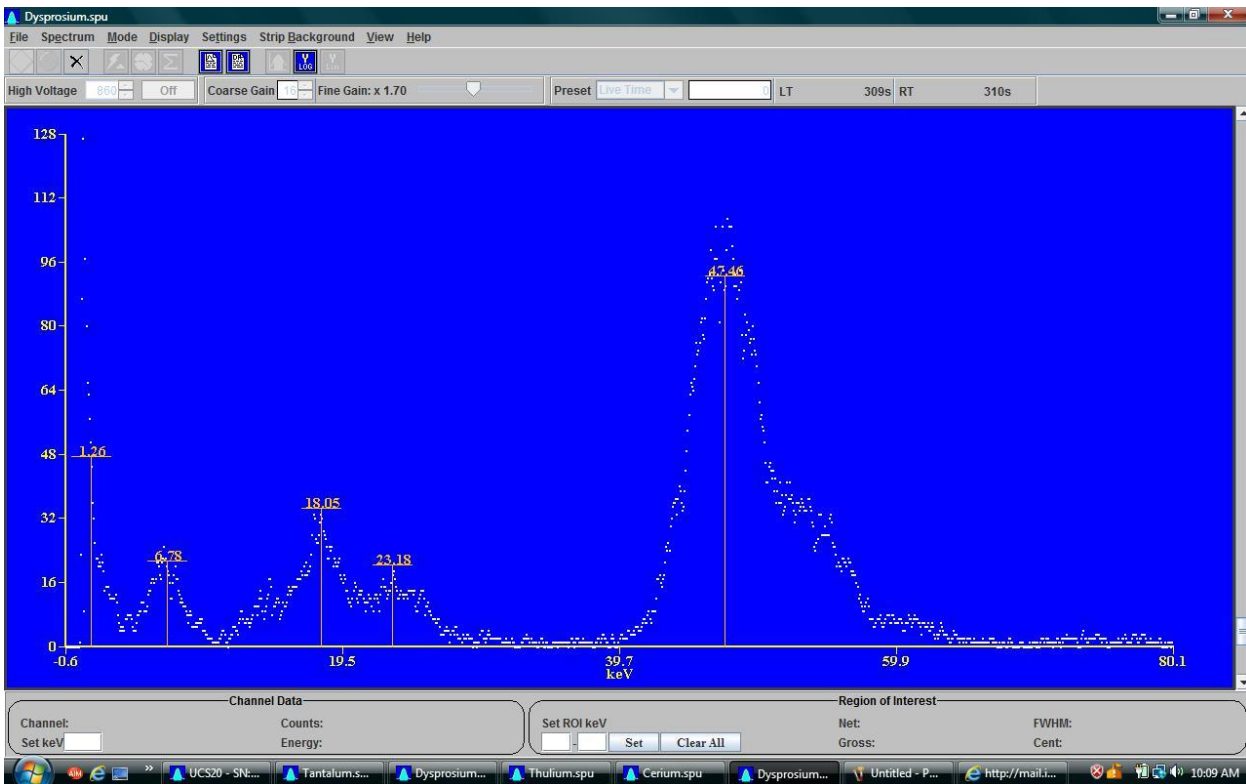 Dysprosium.spu
File Spectrum Mode Display Settings Strip Background View Help
Y LOG
High Voltage 860 Off Coarse Gain 16 Fine Gain: x 1.70 Preset Live Time 0 LT 309s RT 310s
128
112
96
47.46
80
64
48
1.26
18.05
32
6.78
23.18
16
0
-0.6 19.5 39.7 59.9 80.1
keV
Channel Data
Region of Interest
Channel: Counts: Set ROI keV Net: FWHM:
Set keV Energy: - Set Clear All Gross: Cent:
AIM » UCS20 - SN:... Tantalum.s... Dysprosium... Thulium.spu Cerium.spu Dysprosium... Untitled - P... http://mail.i... 10:09 AM